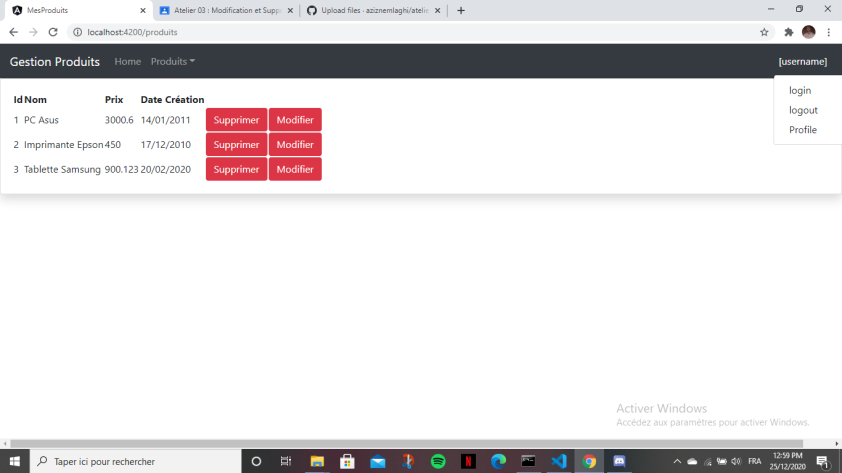 MesProduits
Atelier 03 : Modification et Supp
Upload files - aziznemlaghi/atelie
localhost:4200/produits
Gestion Produits Home Produits [username]
login
logout
Profile
Id Nom Prix Date Création
1 PC Asus 3000.6 14/01/2011 Supprimer Modifier
2 Imprimante Epson 450 17/12/2010 Supprimer Modifier
3 Tablette Samsung 900.123 20/02/2020 Supprimer Modifier
Activer Windows
Accédez aux paramètres pour activer Windows.
Taper ici pour rechercher
FRA
12:59 PM
25/12/2020
1